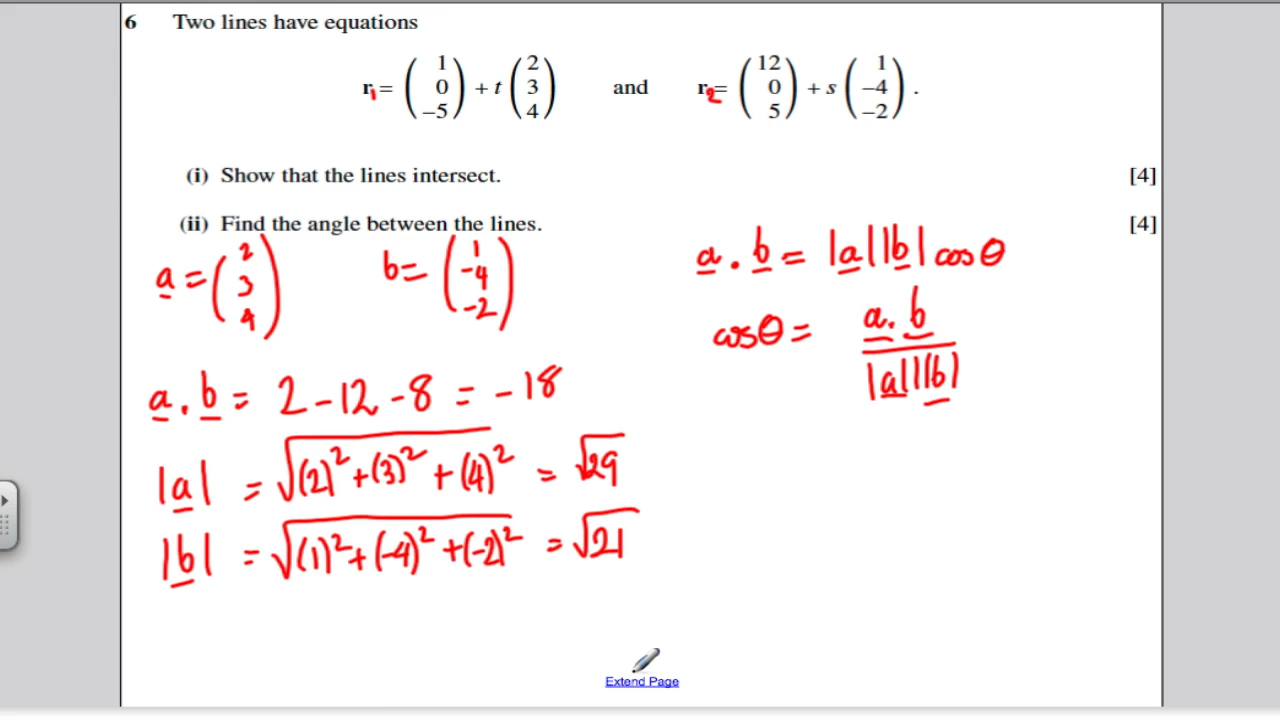 6 Two lines have equations
r₁ = (1 0 −5) + t (2 3 4) and r₂ = (12 0 5) + s (1 −4 −2) .
(i) Show that the lines intersect. [4]
(ii) Find the angle between the lines. [4]
a = (2 3 4) b = (1 -4 -2) a . b = |a||b| cosθ
cosθ = a . b / |a||b|
a . b = 2 - 12 - 8 = - 18
|a| = √(2)² + (3)² + (4)² = √29
|b| = √(1)² + (-4)² + (-2)² = √21
Extend Page